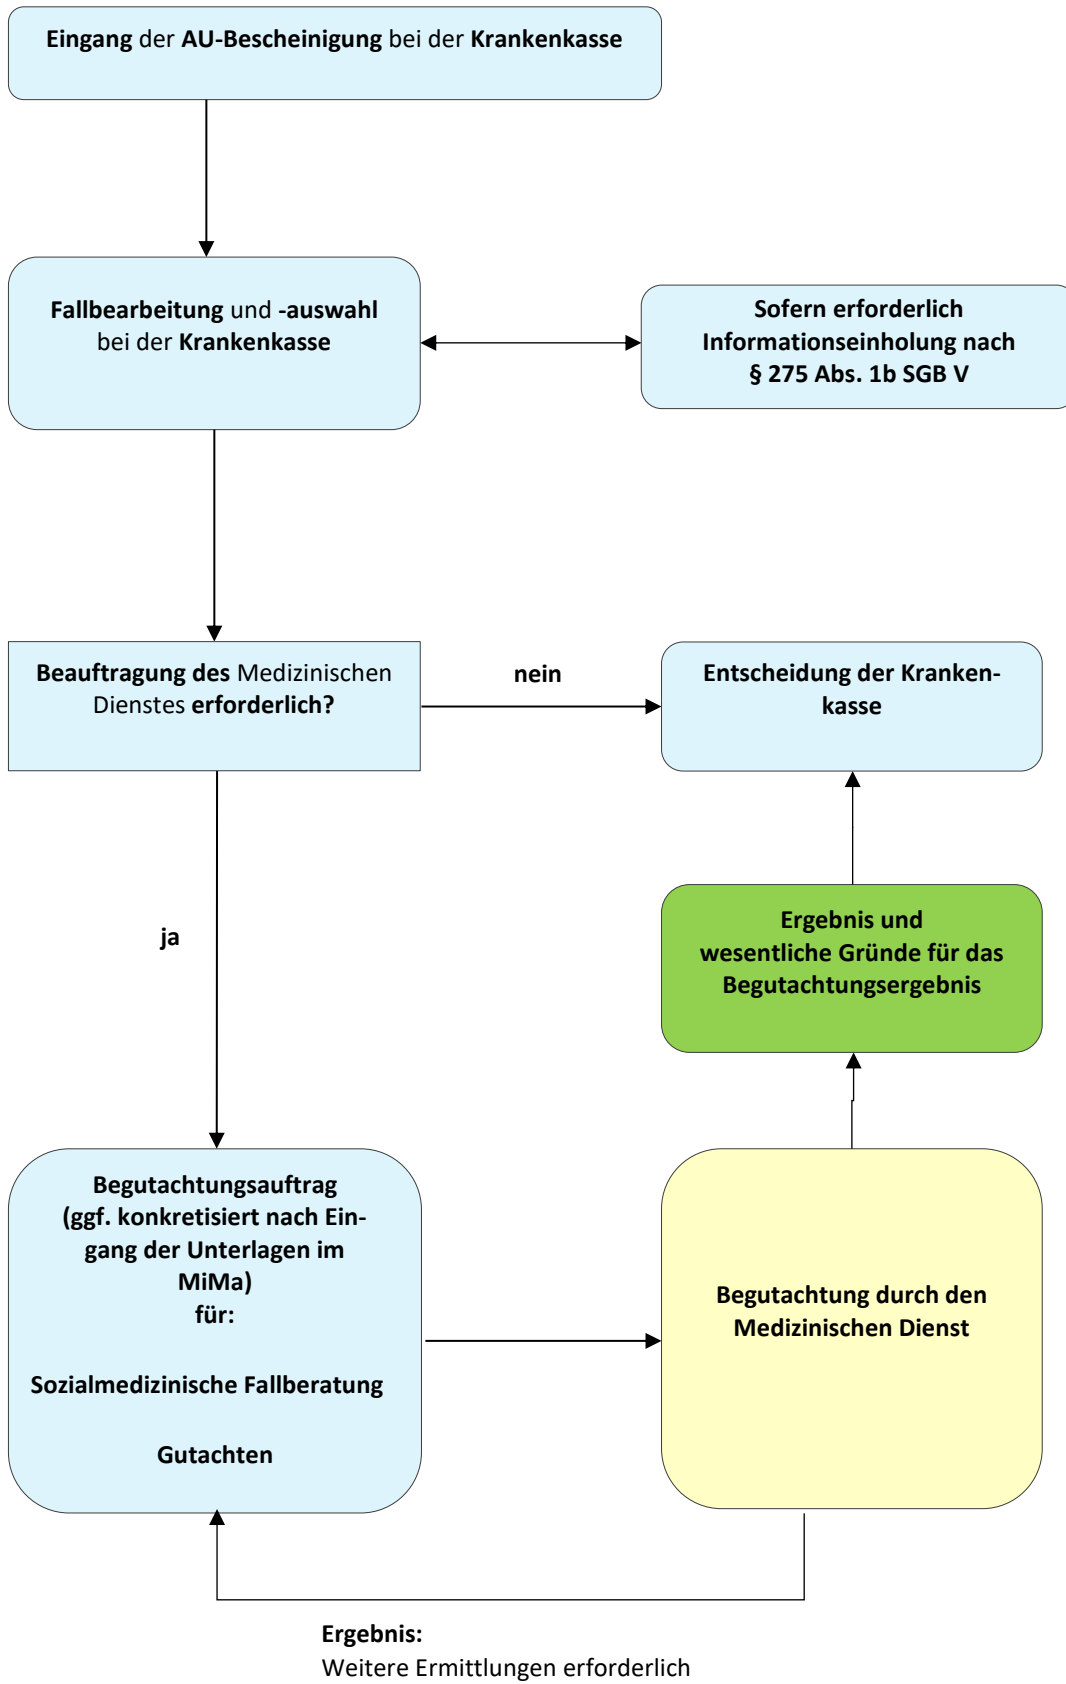 Eingang der AU-Bescheinigung bei der Krankenkasse
Fallbearbeitung und -auswahl
bei der Krankenkasse
Sofern erforderlich
Informationseinholung nach
§ 275 Abs. 1b SGB V
Beauftragung des Medizinischen
Dienstes erforderlich?
nein
Entscheidung der Kranken-
kasse
ja
Ergebnis und
wesentliche Gründe für das
Begutachtungsergebnis
Begutachtungsauftrag
(ggf. konkretisiert nach Ein-
gang der Unterlagen im
MiMa)
für:
Sozialmedizinische Fallberatung
Gutachten
Begutachtung durch den
Medizinischen Dienst
Ergebnis:
Weitere Ermittlungen erforderlich